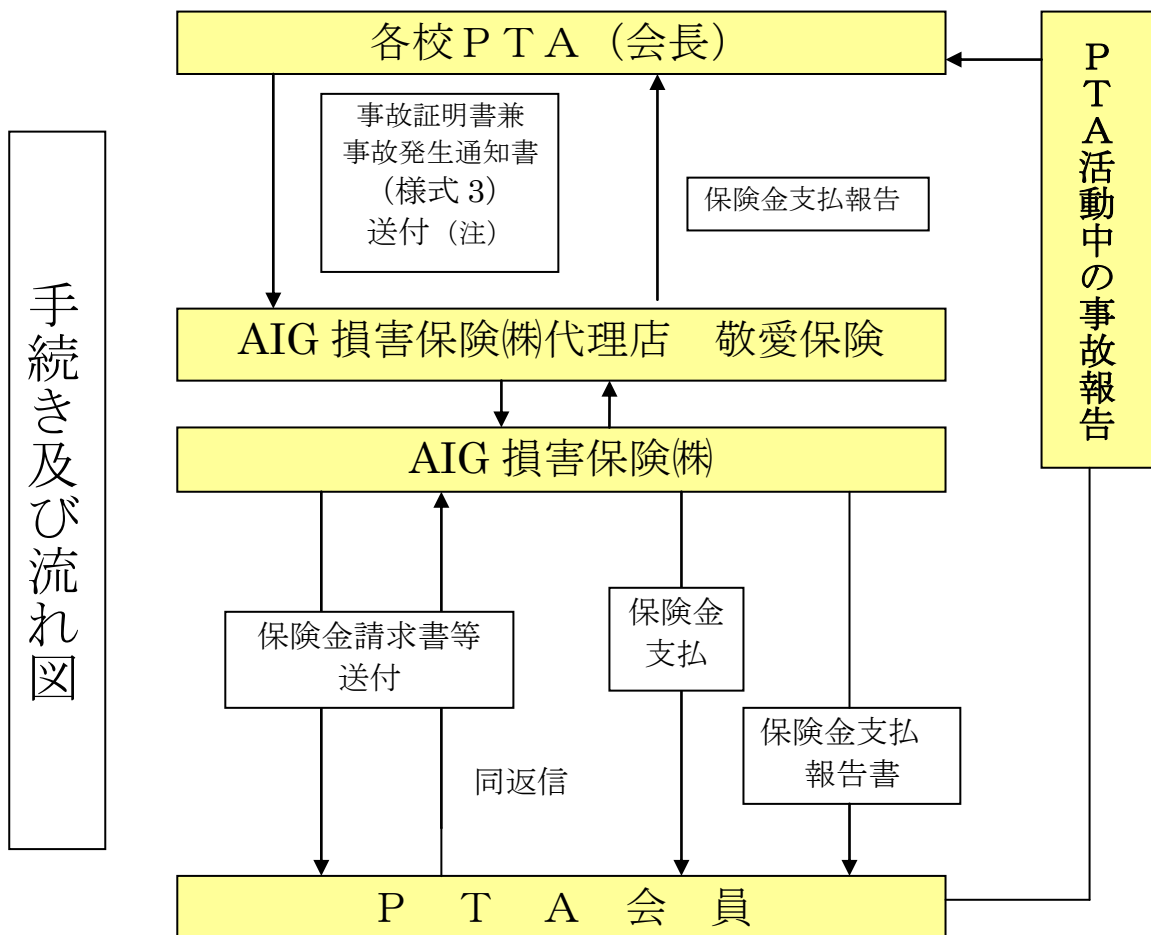 各校ＰＴＡ（会長）
ＰＴＡ活動中の事故報告
手続き及び流れ図
事故証明書兼
事故発生通知書
（様式 3）
送付（注）
保険金支払報告
AIG 損害保険㈱代理店　敬愛保険
AIG 損害保険㈱
保険金請求書等
送付
保険金
支払
保険金支払
報告書
同返信
Ｐ　Ｔ　Ａ　会　員